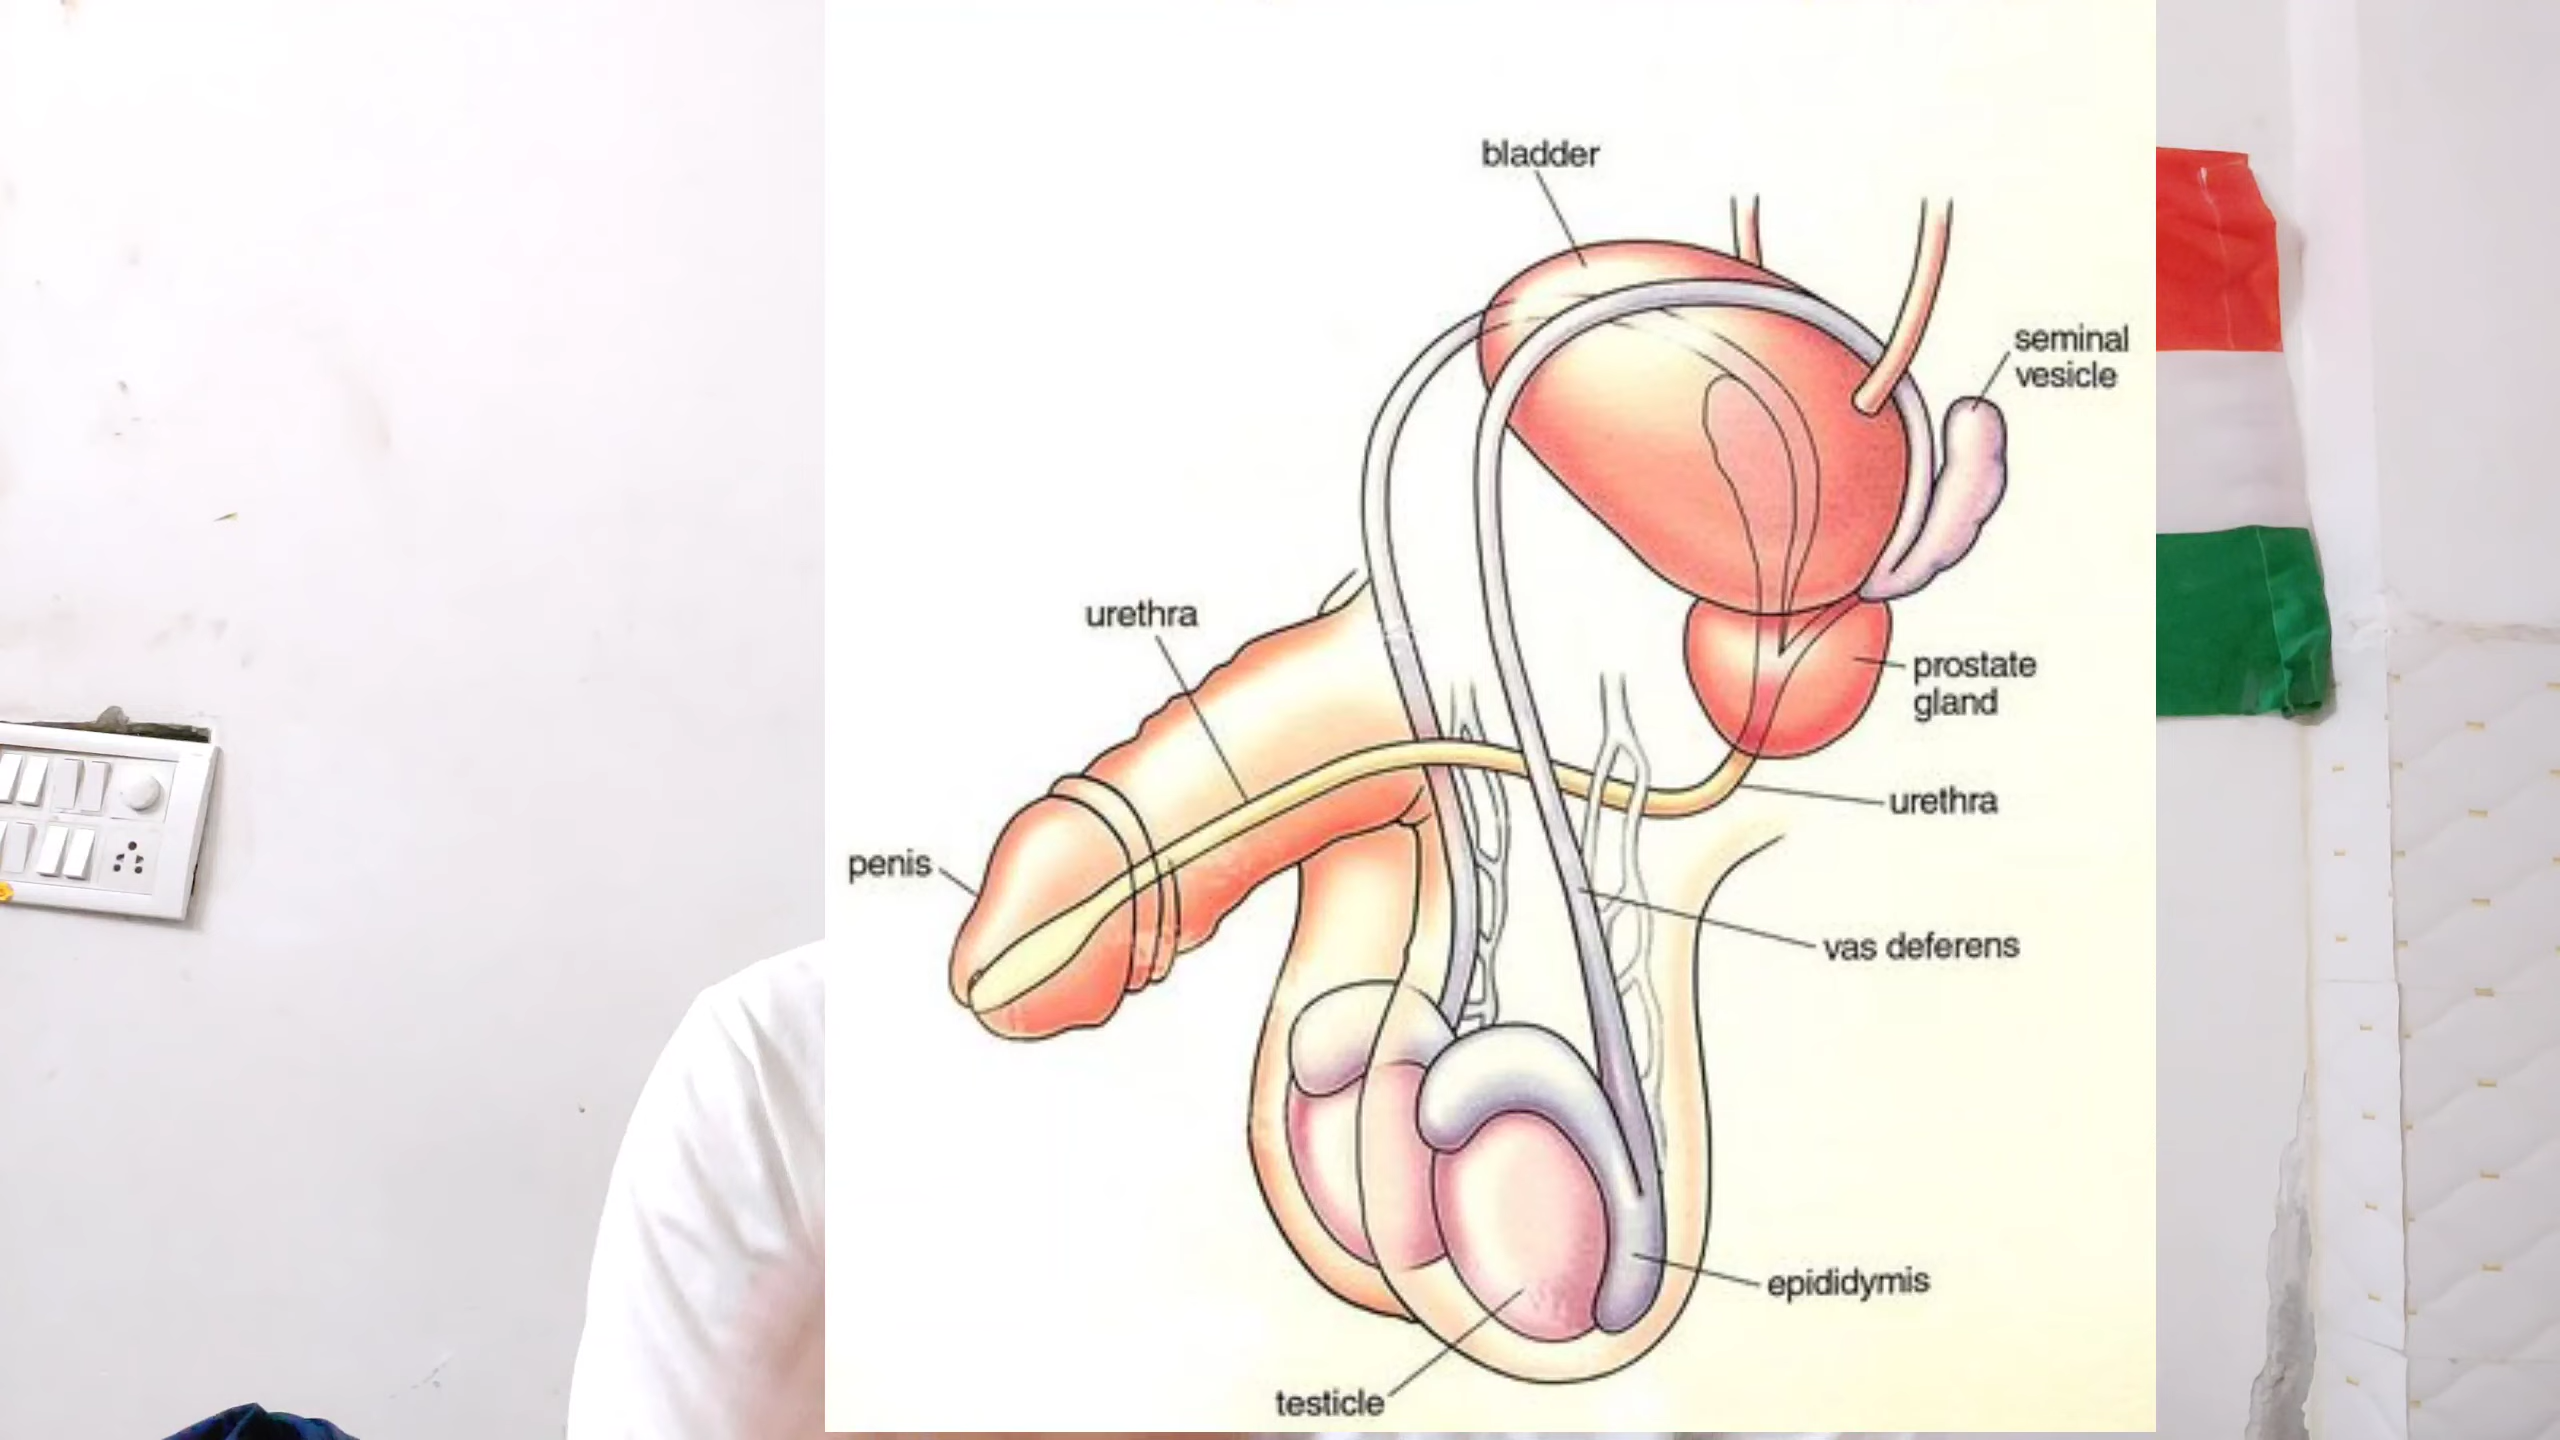 bladder
seminal
vesicle
urethra
prostate
gland
urethra
penis
vas deferens
epididymis
testicle